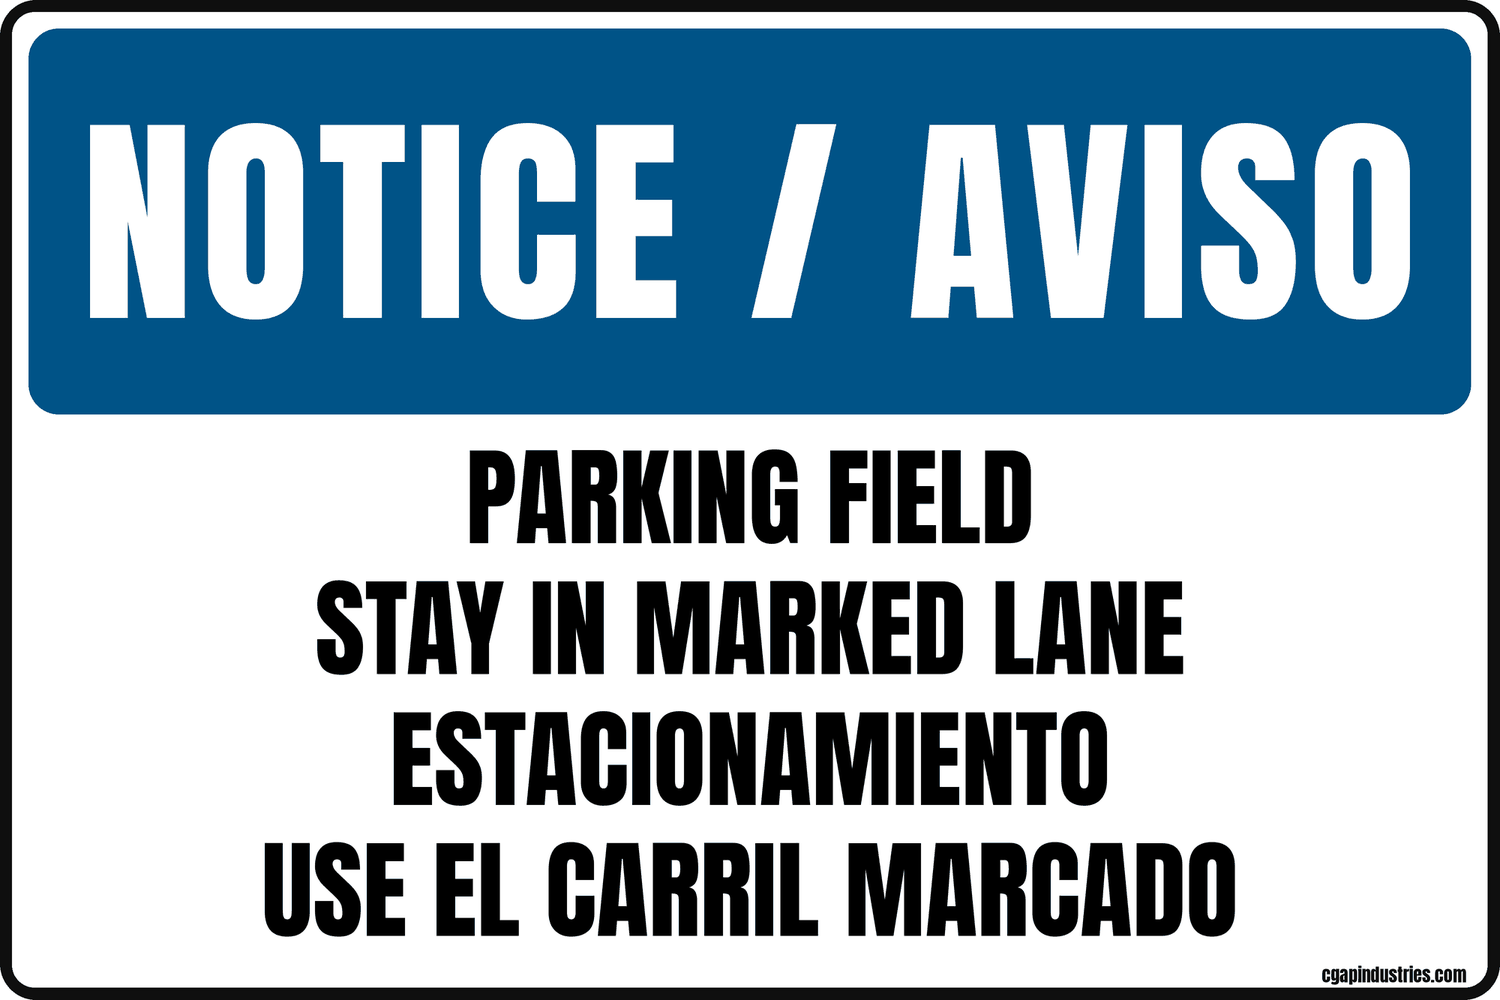 NOTICE / AVISO
PARKING FIELD
STAY IN MARKED LANE
ESTACIONAMIENTO
USE EL CARRIL MARCADO
cgapindustries.com